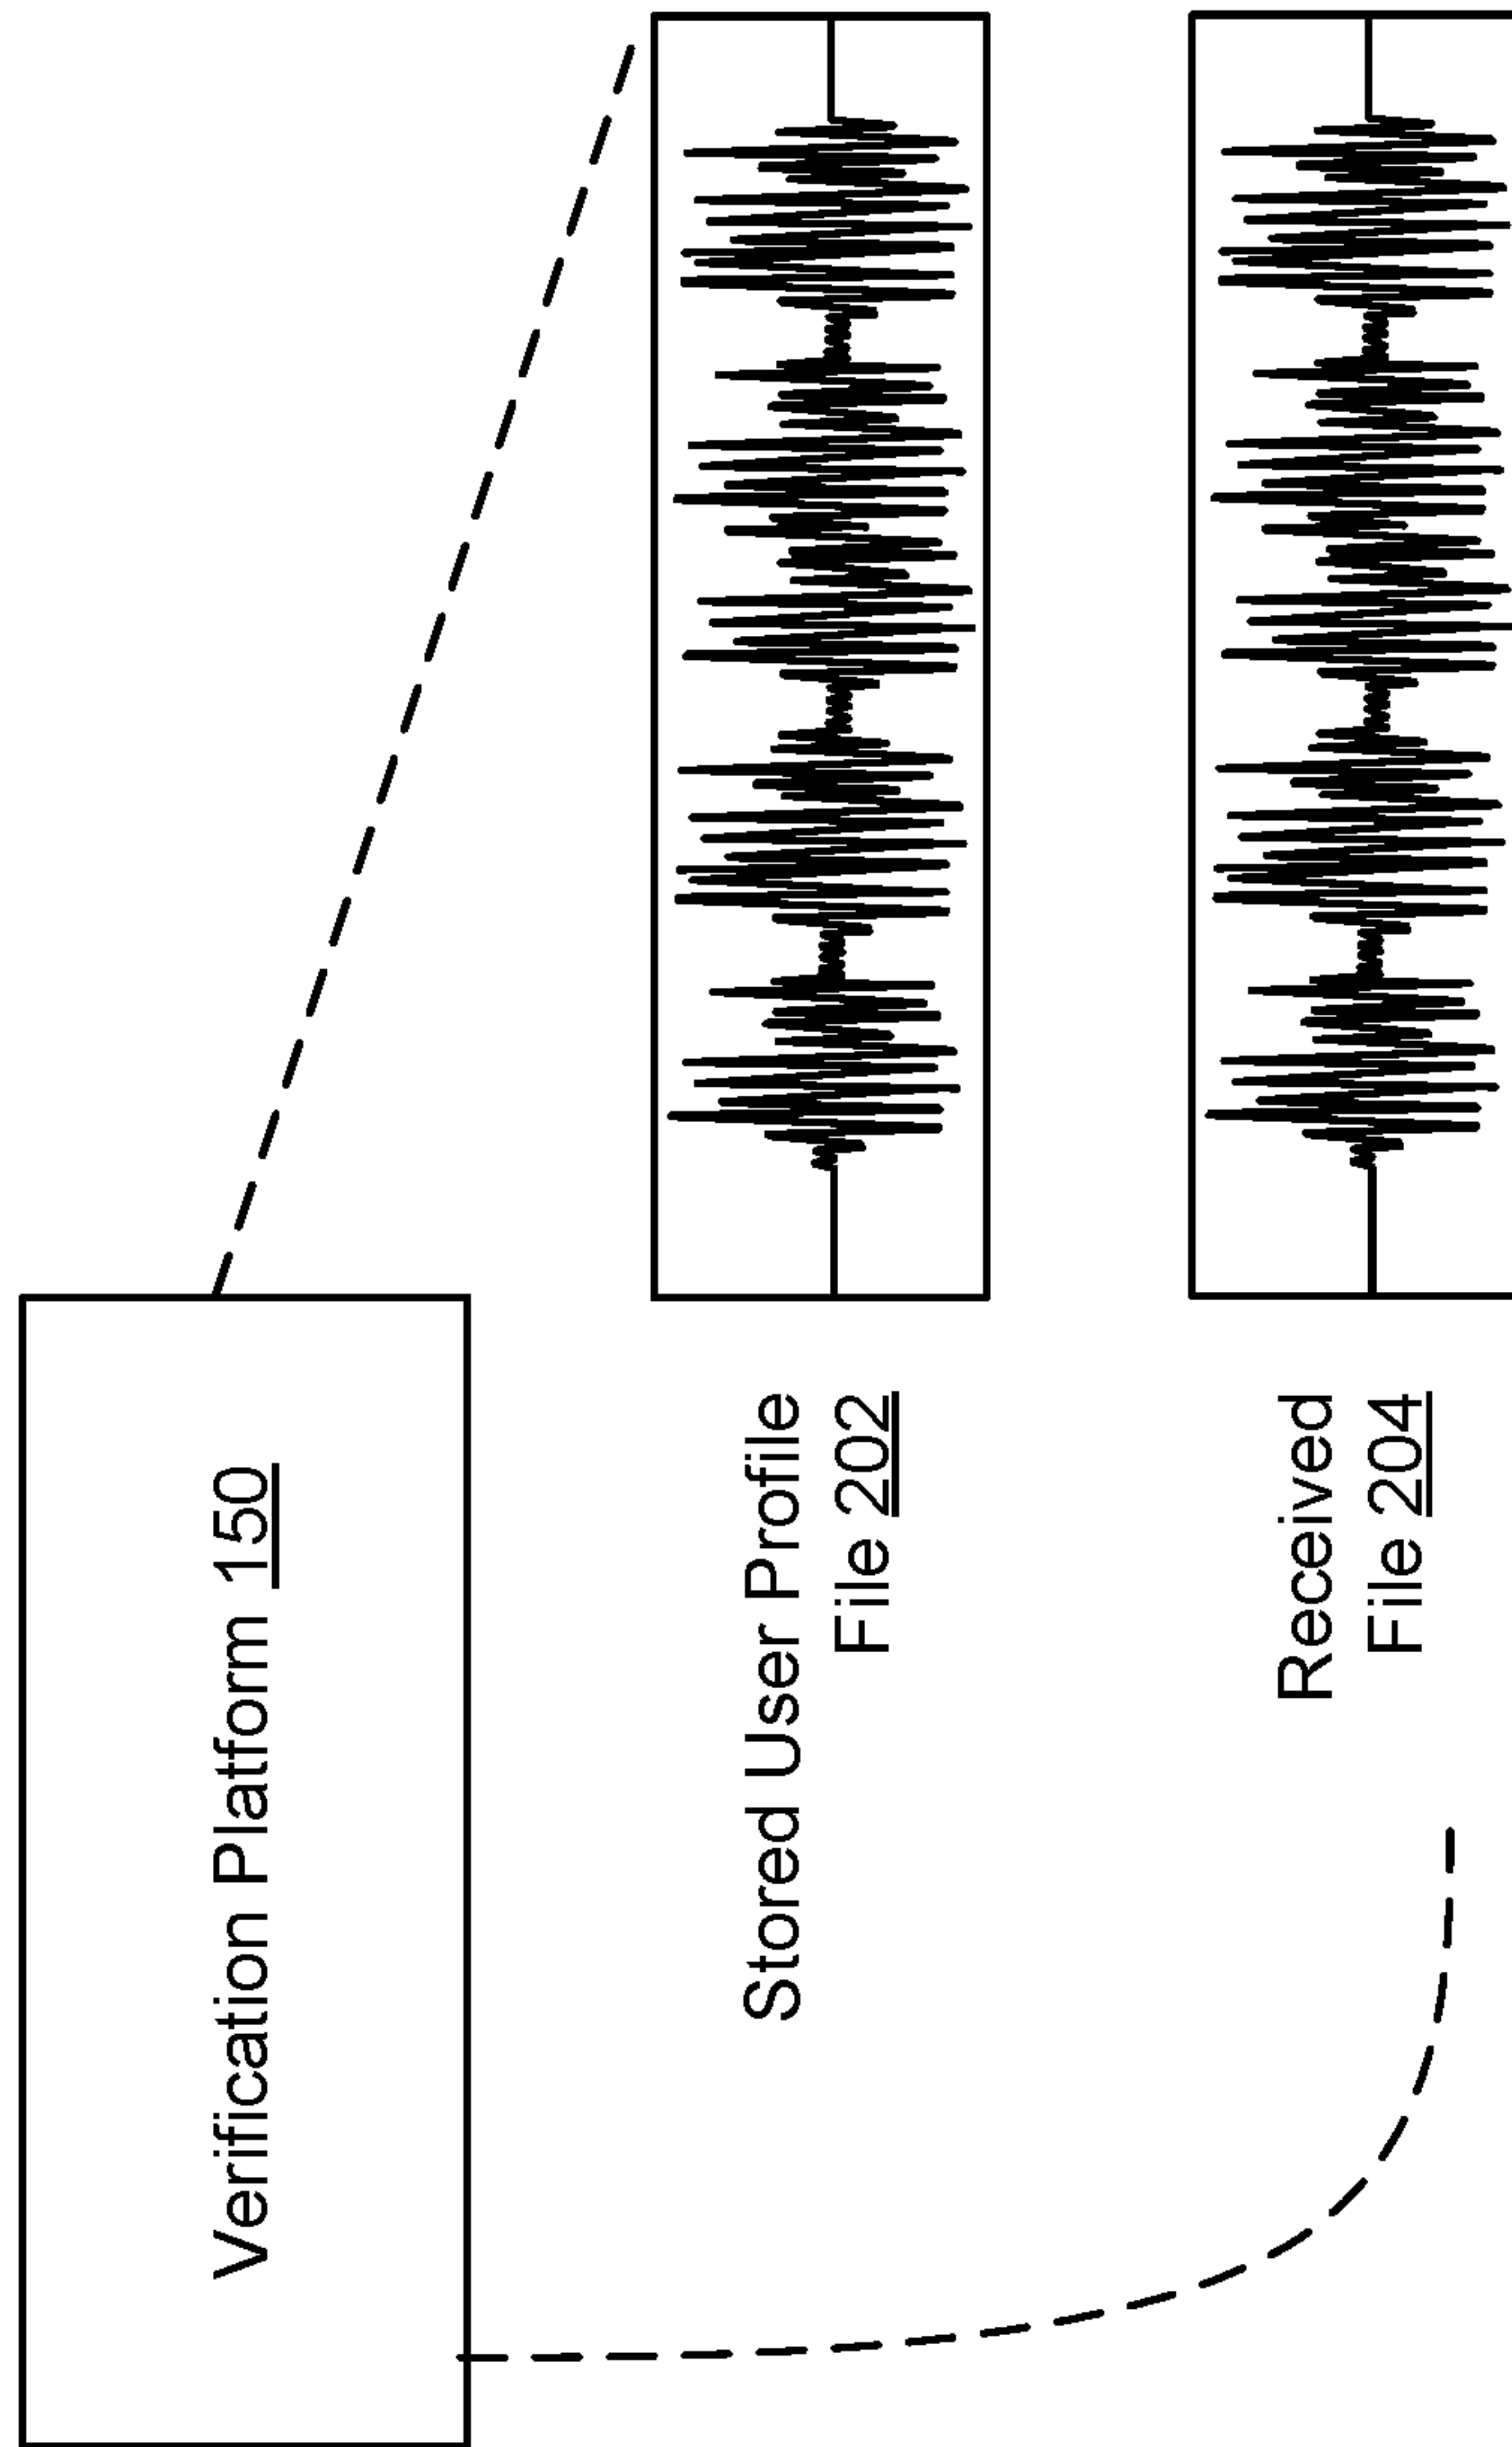 Verification Platform 150
Stored User Profile
File 202
Received
File 204